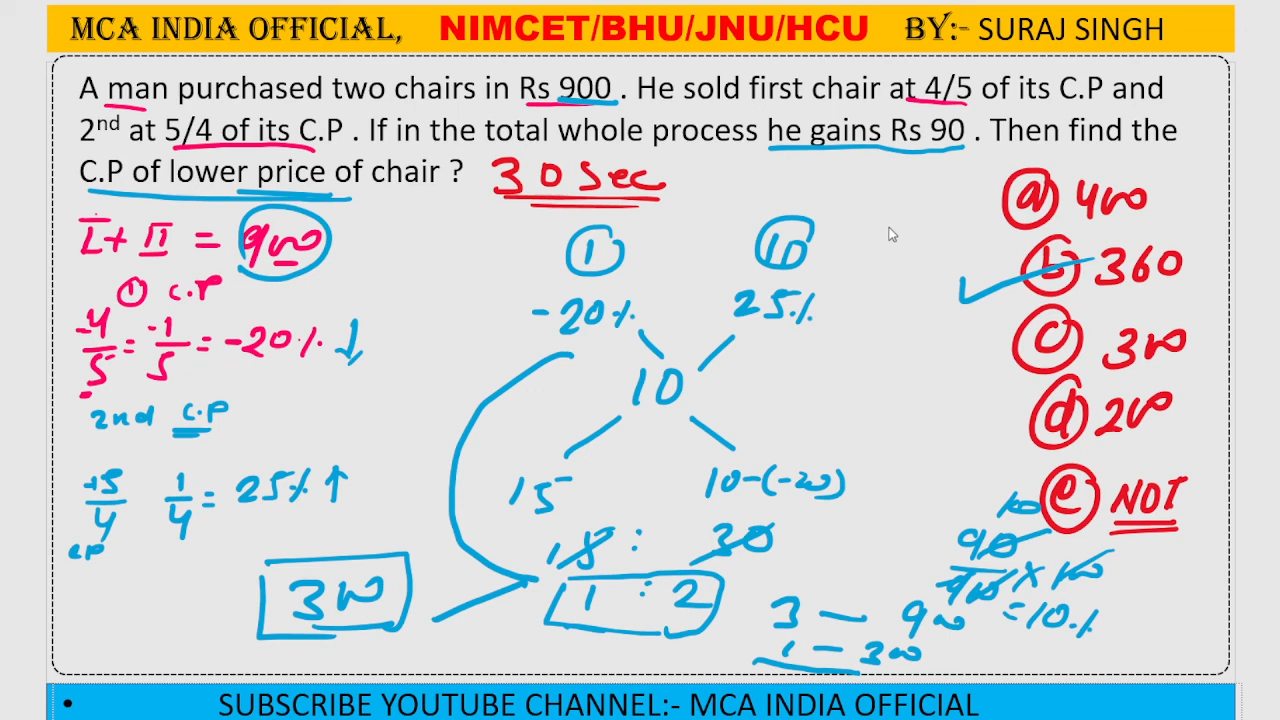 MCA INDIA OFFICIAL, NIMCET/BHU/JNU/HCU BY:- SURAJ SINGH
A man purchased two chairs in Rs 900 . He sold first chair at 4/5 of its C.P and
2nd at 5/4 of its C.P . If in the total whole process he gains Rs 90 . Then find the
C.P of lower price of chair ?
30 Sec
I + II = 900
① C.P
-4/5 = -1/5 = -20% ↓
2nd C.P
+5/4 1/4 = 25% ↑
C.P
300
① ⑩
-20% 25%
10
15 10-(-20)
15 : 30
1 : 2
3 — 900
1 — 300
ⓐ 400
ⓑ 360
ⓒ 300
ⓓ 200
ⓔ NOT
100
90/900 × 100
= 10%
• SUBSCRIBE YOUTUBE CHANNEL:- MCA INDIA OFFICIAL